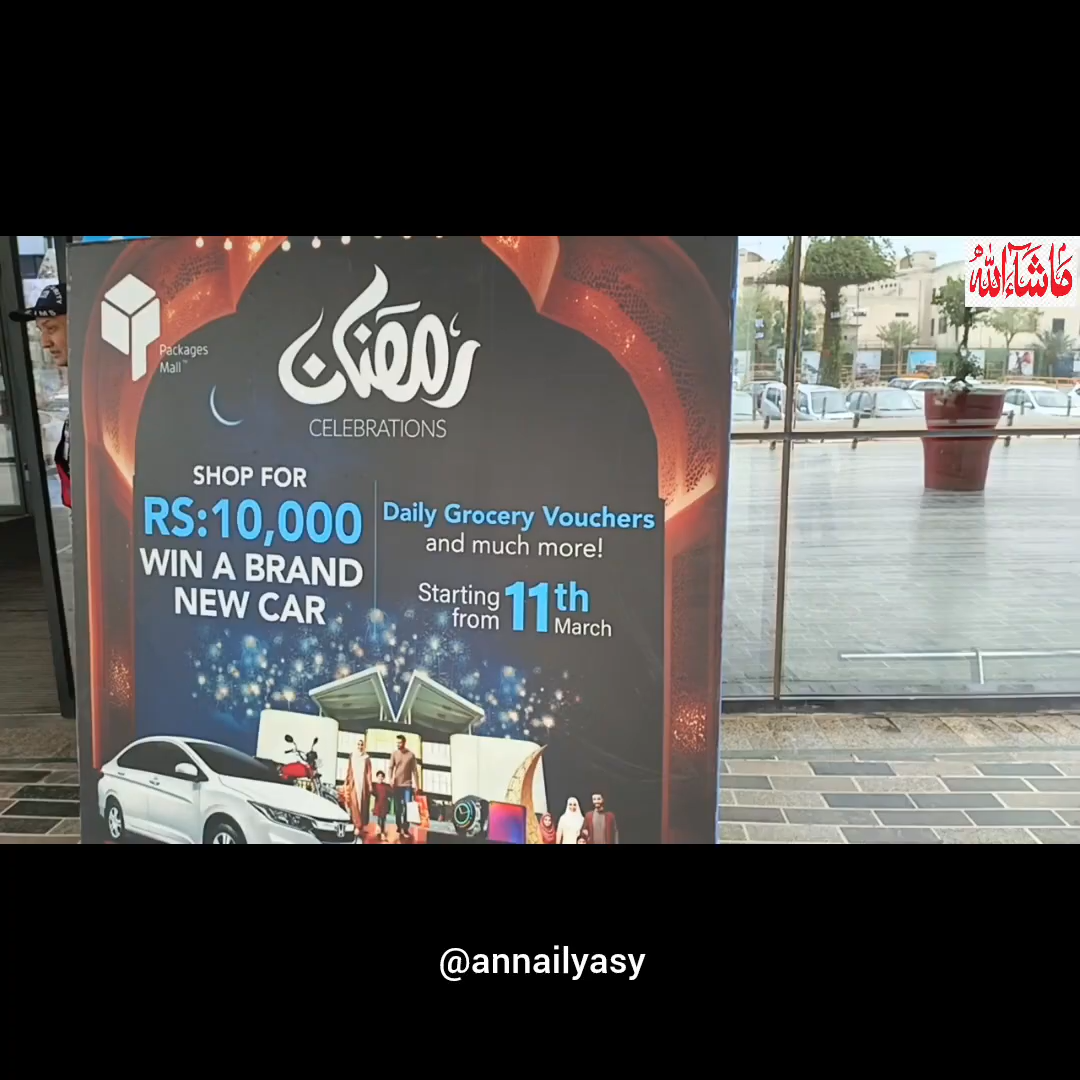 ماشاءالله
Packages
Mall™
رمضان
CELEBRATIONS
SHOP FOR
RS:10,000
WIN A BRAND
NEW CAR
Daily Grocery Vouchers
and much more!
Starting
from 11th
March
@annailyasy